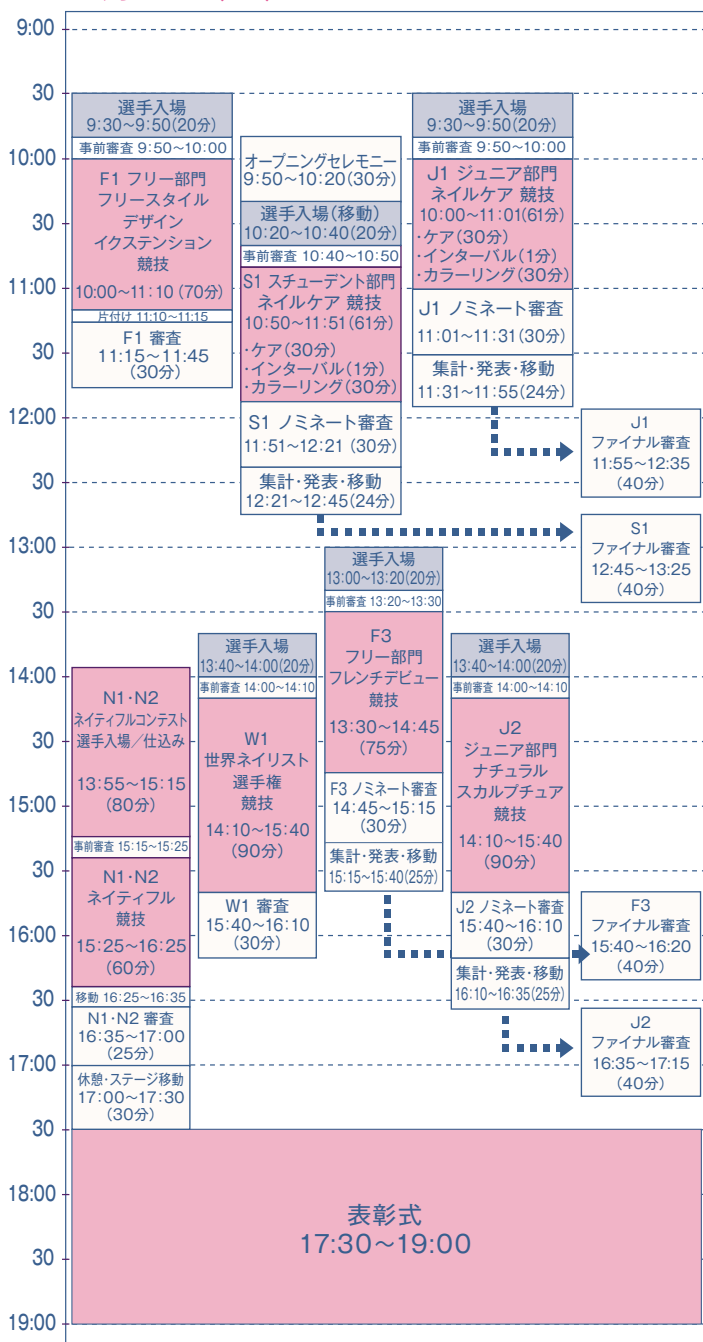 9:00
30
10:00
30
11:00
30
12:00
30
13:00
30
14:00
30
15:00
30
16:00
30
17:00
30
18:00
30
19:00
選手入場
9:30～9:50(20分)
事前審査 9:50～10:00
F1 フリー部門
フリースタイル
デザイン
イクステンション
競技
10:00～11:10 (70分)
片付け 11:10～11:15
F1 審査
11:15～11:45
(30分)
オープニングセレモニー
9:50～10:20(30分)
選手入場(移動)
10:20～10:40(20分)
事前審査 10:40～10:50
S1 スチューデント部門
ネイルケア 競技
10:50～11:51(61分)
・ケア(30分)
・インターバル(1分)
・カラーリング(30分)
S1 ノミネート審査
11:51～12:21 (30分)
集計・発表・移動
12:21～12:45(24分)
選手入場
9:30～9:50(20分)
事前審査 9:50～10:00
J1 ジュニア部門
ネイルケア 競技
10:00～11:01(61分)
・ケア(30分)
・インターバル(1分)
・カラーリング(30分)
J1 ノミネート審査
11:01～11:31(30分)
集計・発表・移動
11:31～11:55(24分)
J1
ファイナル審査
11:55～12:35
(40分)
S1
ファイナル審査
12:45～13:25
(40分)
N1・N2
ネイティフルコンテスト
選手入場／仕込み
13:55～15:15
(80分)
事前審査 15:15～15:25
N1・N2
ネイティフル
競技
15:25～16:25
(60分)
移動 16:25～16:35
N1・N2 審査
16:35～17:00
(25分)
休憩・ステージ移動
17:00～17:30
(30分)
選手入場
13:40～14:00(20分)
事前審査 14:00～14:10
W1
世界ネイリスト
選手権
競技
14:10～15:40
(90分)
W1 審査
15:40～16:10
(30分)
選手入場
13:00～13:20(20分)
事前審査 13:20～13:30
F3
フリー部門
フレンチデビュー
競技
13:30～14:45
(75分)
F3 ノミネート審査
14:45～15:15
(30分)
集計・発表・移動
15:15～15:40(25分)
選手入場
13:40～14:00(20分)
事前審査 14:00～14:10
J2
ジュニア部門
ナチュラル
スカルプチュア
競技
14:10～15:40
(90分)
J2 ノミネート審査
15:40～16:10
(30分)
集計・発表・移動
16:10～16:35(25分)
F3
ファイナル審査
15:40～16:20
(40分)
J2
ファイナル審査
16:35～17:15
(40分)
表彰式
17:30～19:00